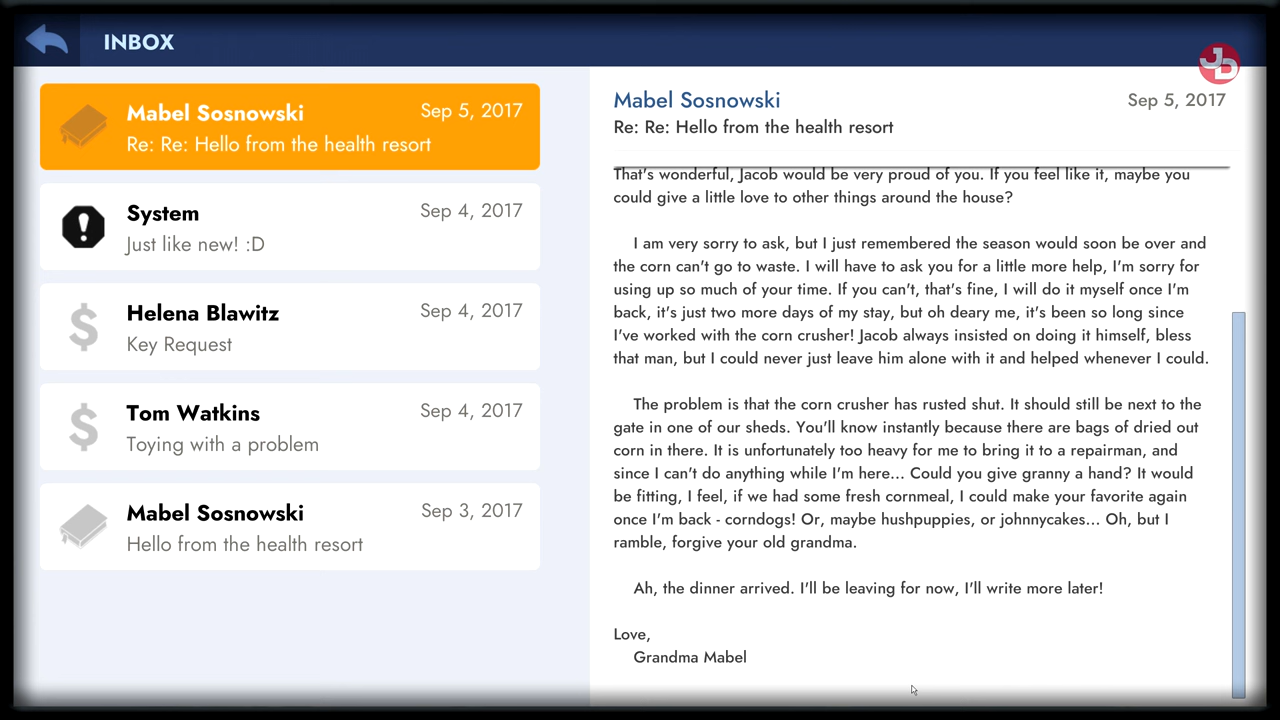 INBOX
JD
Mabel Sosnowski
Sep 5, 2017
Re: Re: Hello from the health resort
System
Sep 4, 2017
Just like new! :D
Helena Blawitz
Sep 4, 2017
Key Request
Tom Watkins
Sep 4, 2017
Toying with a problem
Mabel Sosnowski
Sep 3, 2017
Hello from the health resort
Mabel Sosnowski
Sep 5, 2017
Re: Re: Hello from the health resort
That's wonderful, Jacob would be very proud of you. If you feel like it, maybe you
could give a little love to other things around the house?
I am very sorry to ask, but I just remembered the season would soon be over and
the corn can't go to waste. I will have to ask you for a little more help, I'm sorry for
using up so much of your time. If you can't, that's fine, I will do it myself once I'm
back, it's just two more days of my stay, but oh deary me, it's been so long since
I've worked with the corn crusher! Jacob always insisted on doing it himself, bless
that man, but I could never just leave him alone with it and helped whenever I could.
The problem is that the corn crusher has rusted shut. It should still be next to the
gate in one of our sheds. You'll know instantly because there are bags of dried out
corn in there. It is unfortunately too heavy for me to bring it to a repairman, and
since I can't do anything while I'm here... Could you give granny a hand? It would
be fitting, I feel, if we had some fresh cornmeal, I could make your favorite again
once I'm back - corndogs! Or, maybe hushpuppies, or johnnycakes... Oh, but I
ramble, forgive your old grandma.
Ah, the dinner arrived. I'll be leaving for now, I'll write more later!
Love,
Grandma Mabel